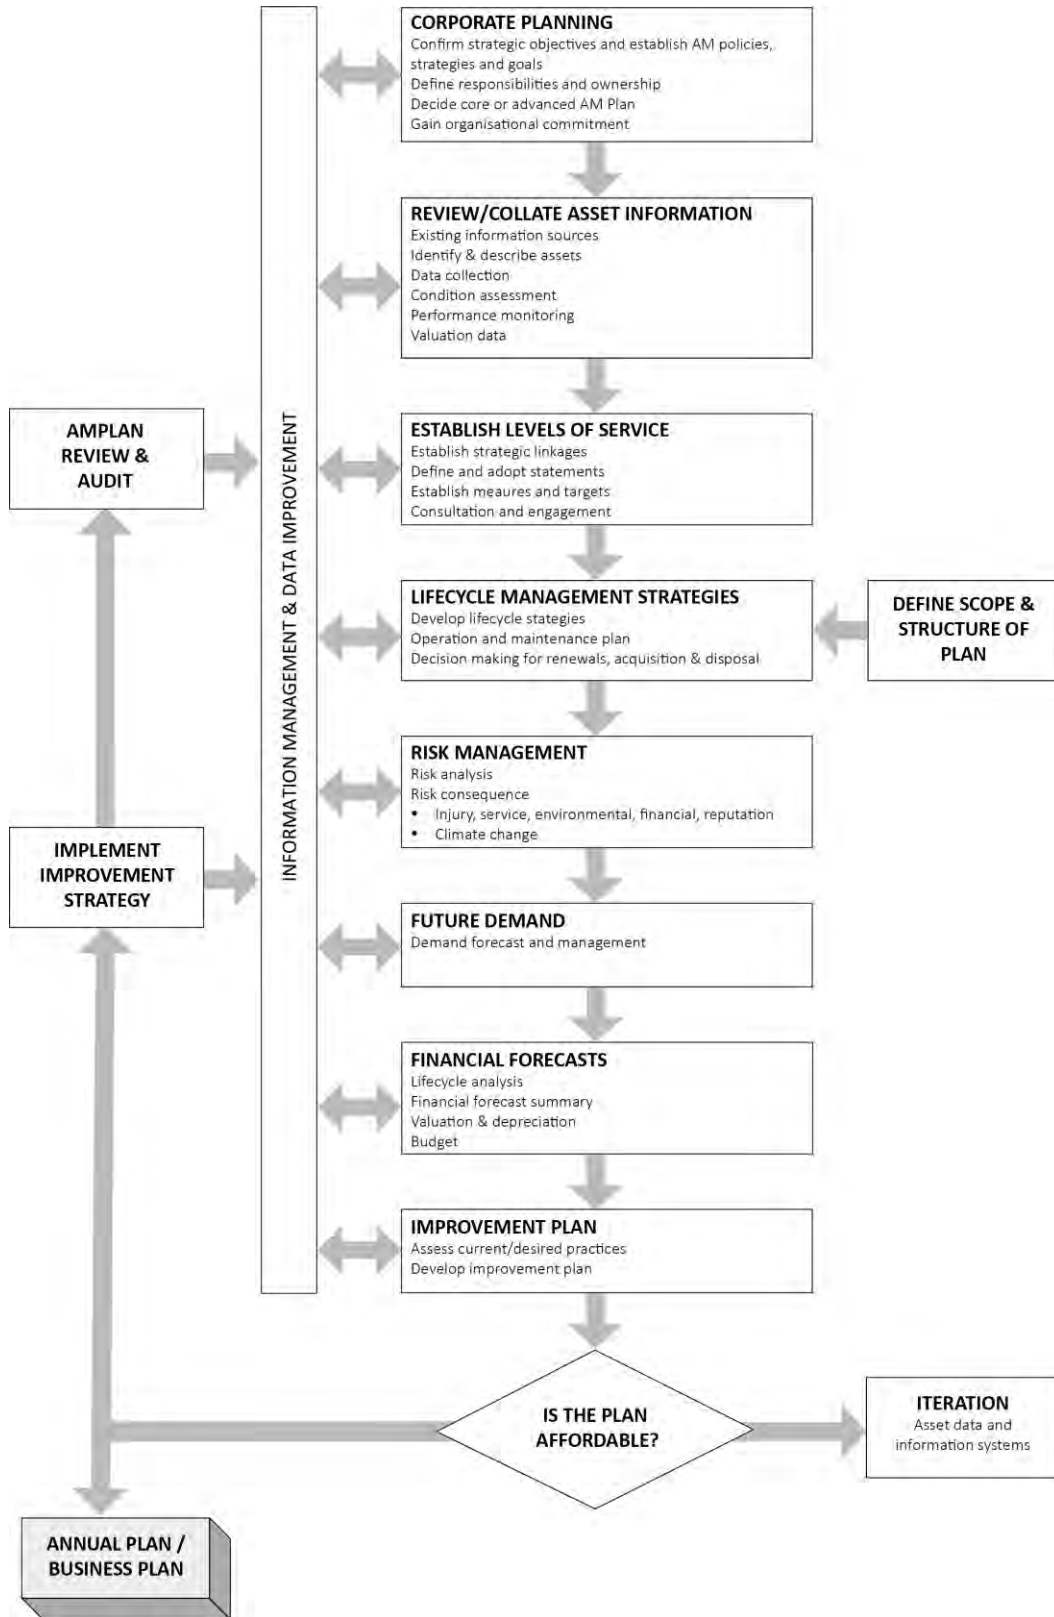 CORPORATE PLANNING
Confirm strategic objectives and establish AM policies,
strategies and goals
Define responsibilities and ownership
Decide core or advanced AM Plan
Gain organisational commitment
REVIEW/COLLATE ASSET INFORMATION
Existing information sources
Identify & describe assets
Data collection
Condition assessment
Performance monitoring
Valuation data
AMPLAN
REVIEW &
AUDIT
INFORMATION MANAGEMENT & DATA IMPROVEMENT
ESTABLISH LEVELS OF SERVICE
Establish strategic linkages
Define and adopt statements
Establish meaures and targets
Consultation and engagement
LIFECYCLE MANAGEMENT STRATEGIES
Develop lifecycle stategies
Operation and maintenance plan
Decision making for renewals, acquisition & disposal
DEFINE SCOPE &
STRUCTURE OF
PLAN
RISK MANAGEMENT
Risk analysis
Risk consequence
• Injury, service, environmental, financial, reputation
• Climate change
IMPLEMENT
IMPROVEMENT
STRATEGY
FUTURE DEMAND
Demand forecast and management
FINANCIAL FORECASTS
Lifecycle analysis
Financial forecast summary
Valuation & depreciation
Budget
IMPROVEMENT PLAN
Assess current/desired practices
Develop improvement plan
IS THE PLAN
AFFORDABLE?
ITERATION
Asset data and
information systems
ANNUAL PLAN /
BUSINESS PLAN